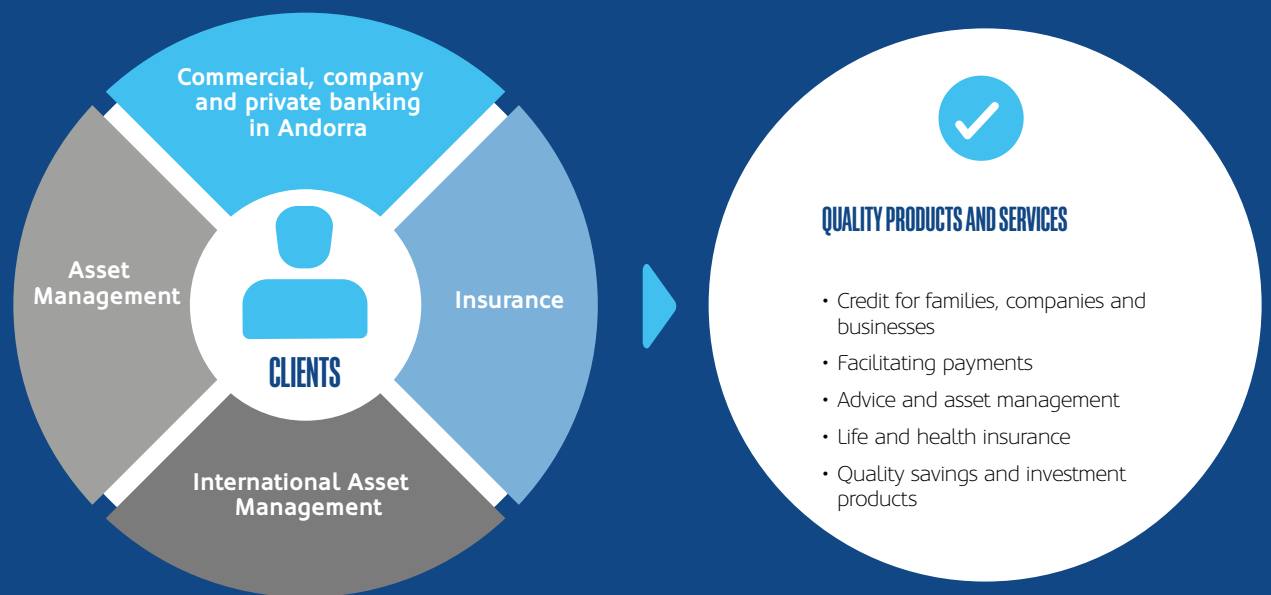 Commercial, company
and private banking
in Andorra
Asset
Management
Insurance
CLIENTS
International Asset
Management
QUALITY PRODUCTS AND SERVICES
• Credit for families, companies and
businesses
• Facilitating payments
• Advice and asset management
• Life and health insurance
• Quality savings and investment
products